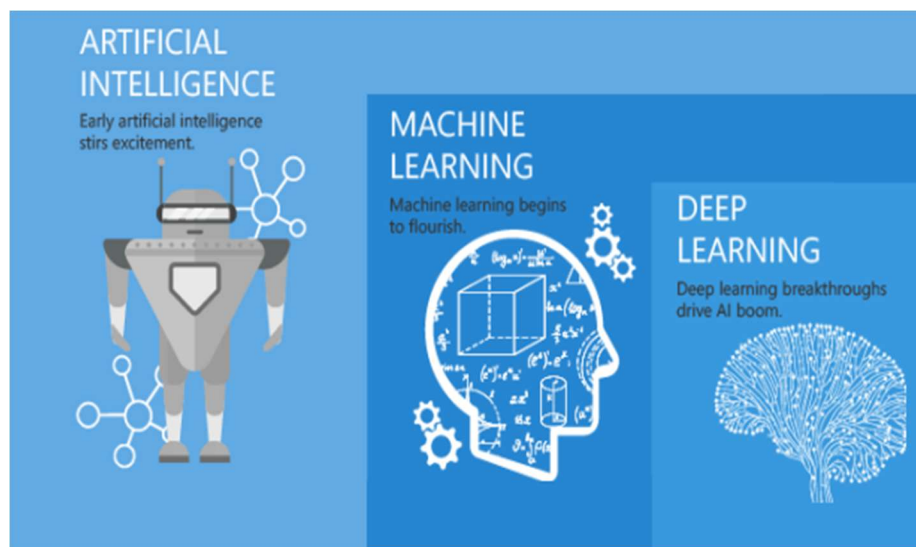 ARTIFICIAL
INTELLIGENCE
Early artificial intelligence
stirs excitement.
MACHINE
LEARNING
Machine learning begins
to flourish.
DEEP
LEARNING
Deep learning breakthroughs
drive AI boom.